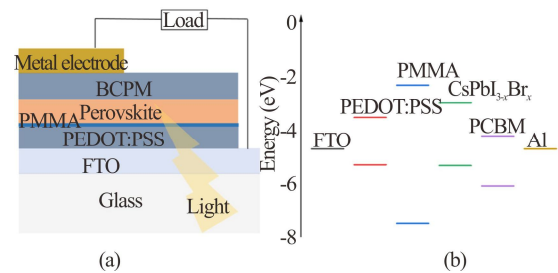 Load
Metal electrode
BCPM
Perovskite
PMMA
PEDOT:PSS
FTO
Glass
Light
(a)
Energy (eV)
0
-2
-4
-6
-8
FTO
PEDOT:PSS
PMMA
CsPbI3-xBrx
PCBM
Al
(b)